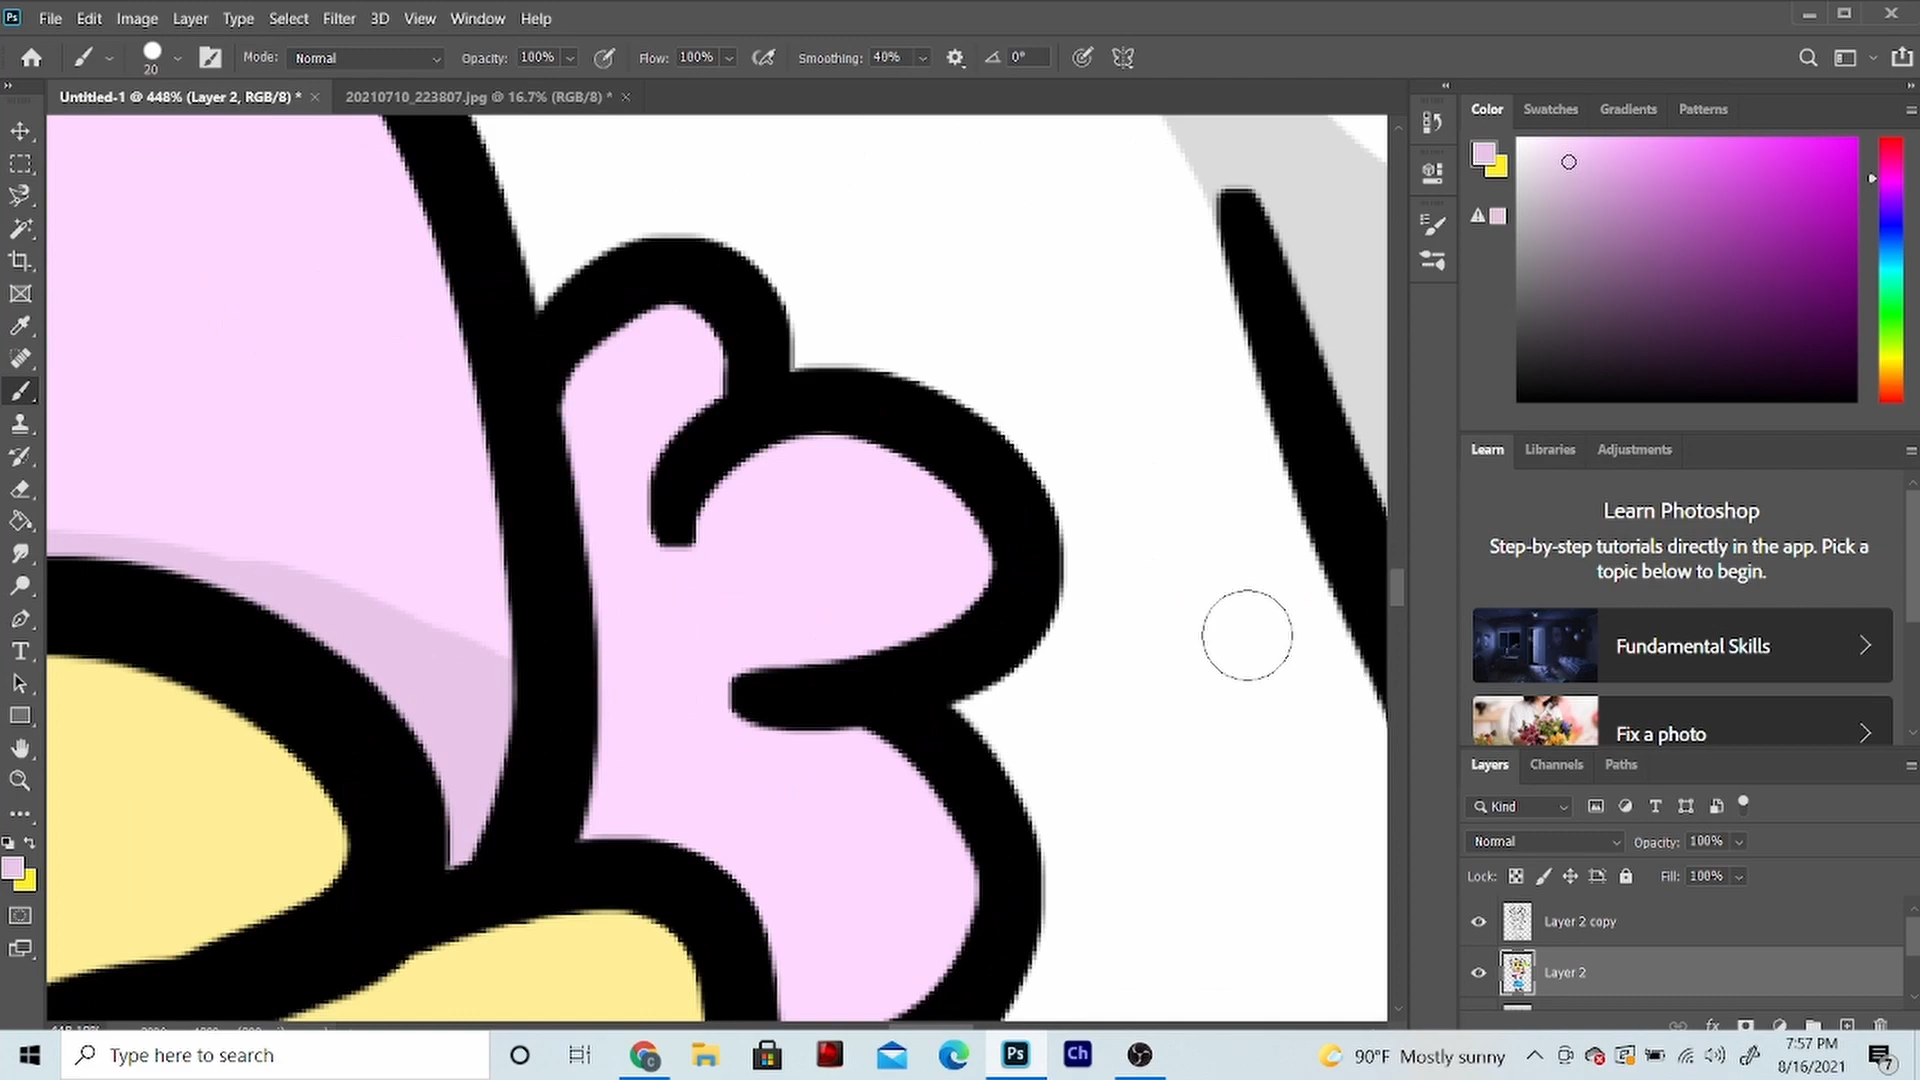 Ps File Edit Image Layer Type Select Filter 3D View Window Help
20 Mode: Normal Opacity: 100% Flow: 100% Smoothing: 40% 0°
Untitled-1 @ 448% (Layer 2, RGB/8) * 20210710_223807.jpg @ 16.7% (RGB/8) *
Color Swatches Gradients Patterns
Learn Libraries Adjustments
Learn Photoshop
Step-by-step tutorials directly in the app. Pick a
topic below to begin.
Fundamental Skills
Fix a photo
Layers Channels Paths
Kind
Normal Opacity: 100%
Lock: Fill: 100%
Layer 2 copy
Layer 2
Type here to search
Ps Ch
90°F Mostly sunny
7:57 PM
8/16/2021
7